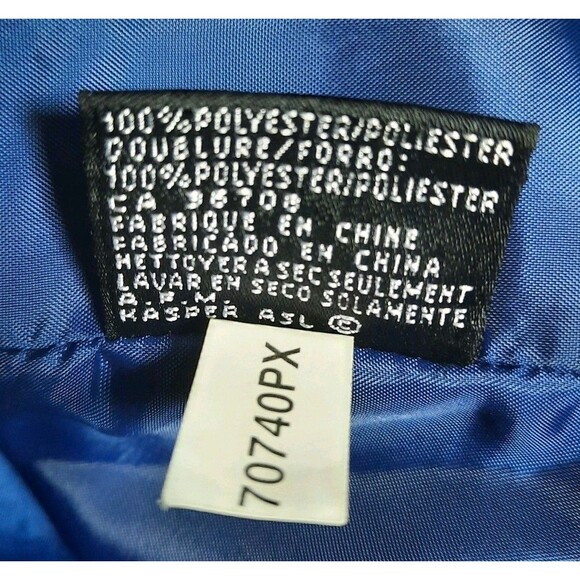 100%POLYESTER/POLIESTER
DOUBLURE/FORRO:
100%POLYESTER/POLIESTER
CA 36708
FABRIQUE EN CHINE
FABRICADO EN CHINA
NETTOYER A SEC SEULEMENT
LAVAR EN SECO SOLAMENTE
A.P.M.
KASPER ASL ©
70740PX